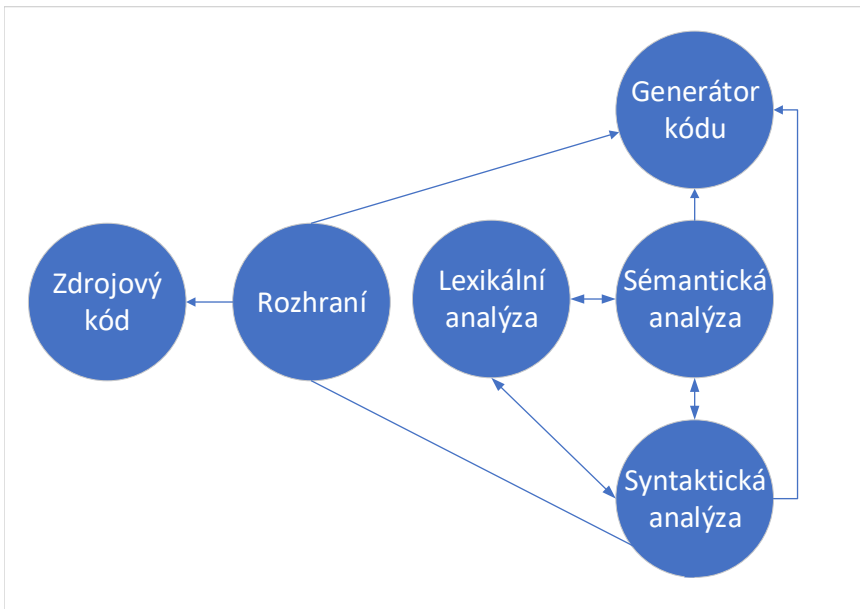 Generátor
kódu
Zdrojový
kód
Rozhraní
Lexikální
analýza
Sémantická
analýza
Syntaktická
analýza